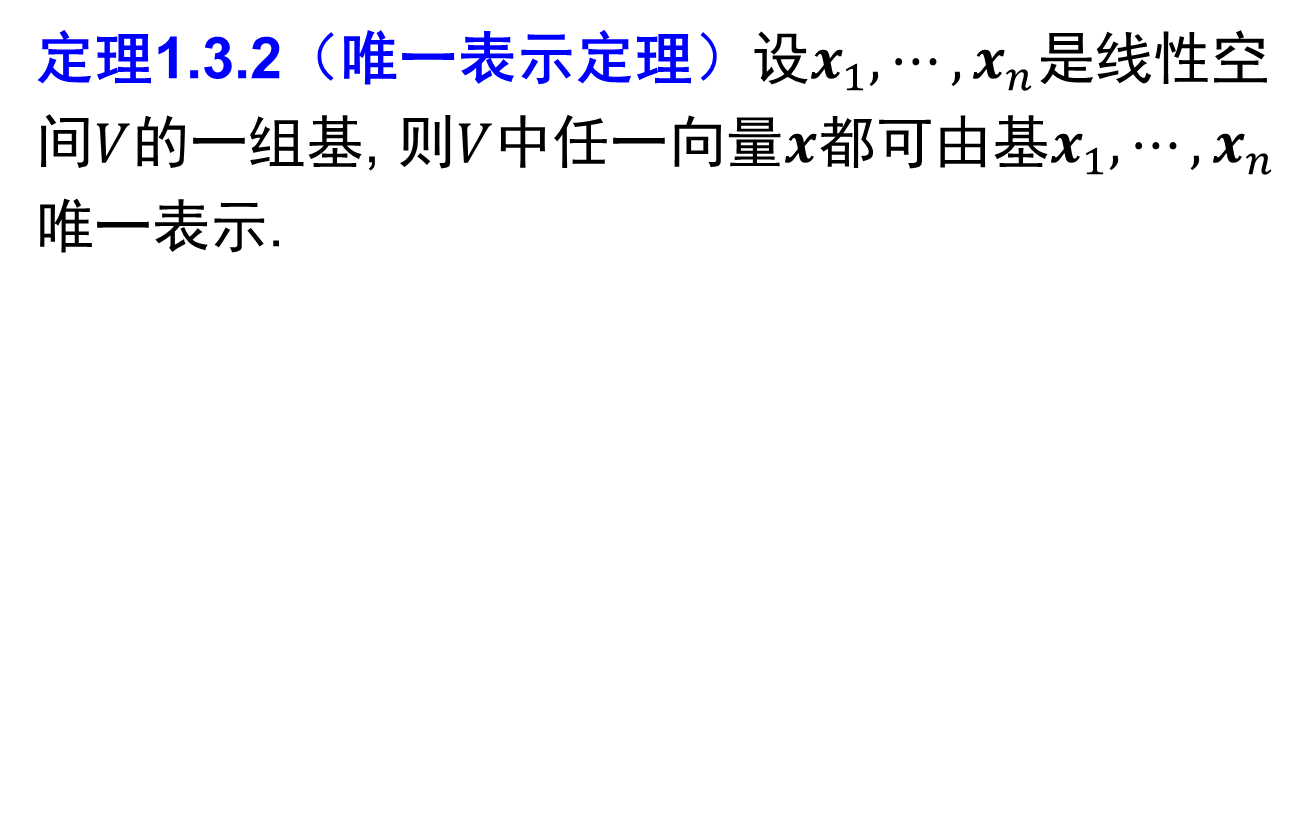 定理1.3.2（唯一表示定理）设𝒙₁, ⋯ , 𝒙ₙ是线性空
间𝑉的一组基, 则𝑉中任一向量𝒙都可由基𝒙₁, ⋯ , 𝒙ₙ
唯一表示.